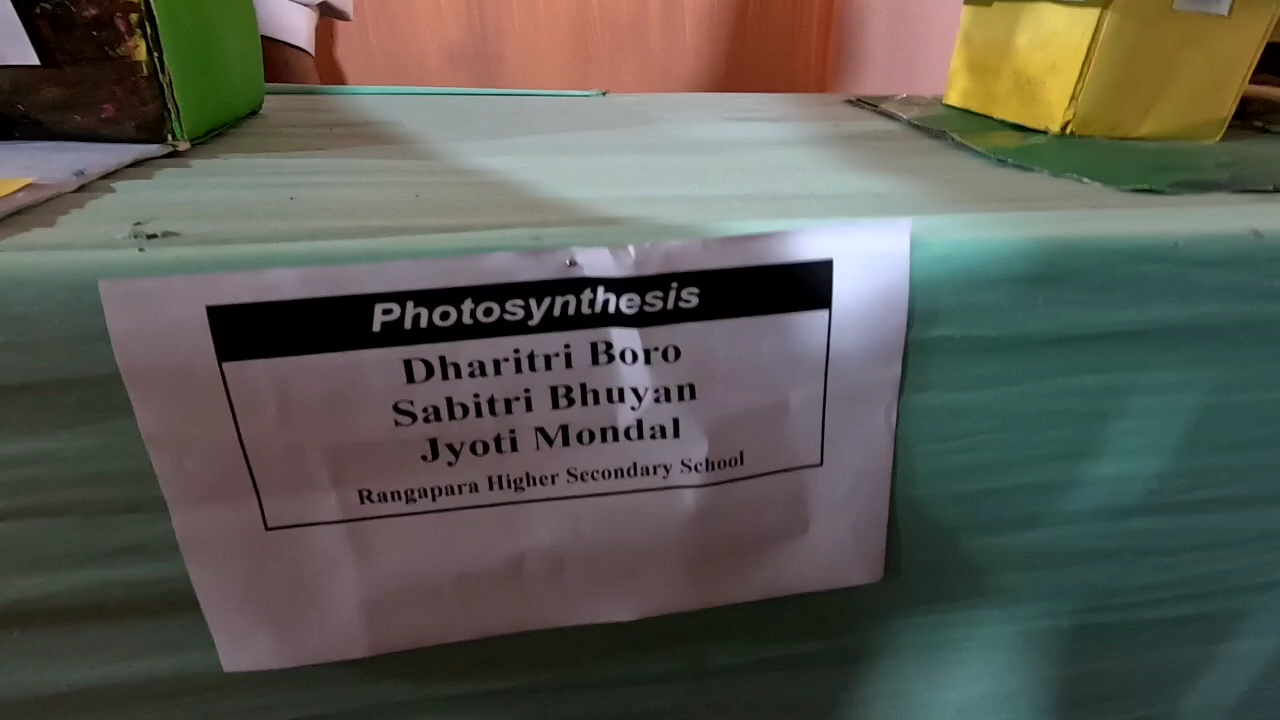 Photosynthesis
Dharitri Boro
Sabitri Bhuyan
Jyoti Mondal
Rangapara Higher Secondary School